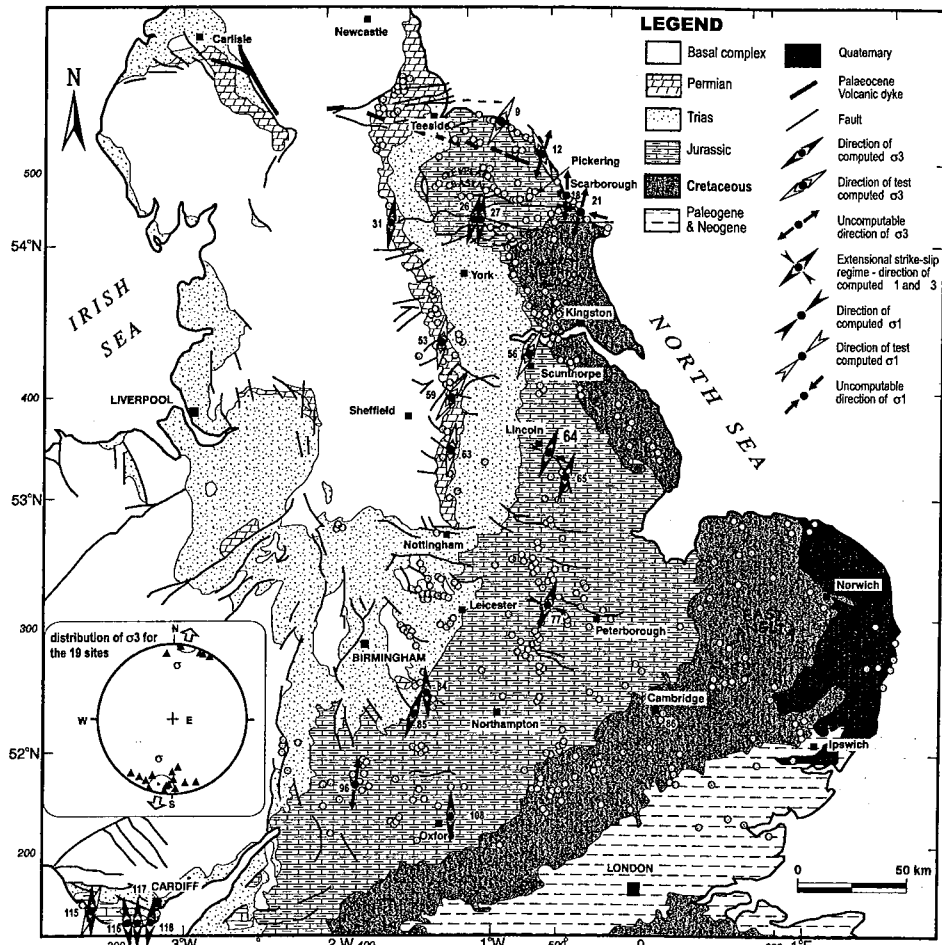 LEGEND
Basal complex
Permian
Trias
Jurassic
Cretaceous
Paleogene
& Neogene
Quaternary
Palaeocene
Volcanic dyke
Fault
Direction of
computed σ3
Direction of test
computed σ3
Uncomputable
direction of σ3
Extensional strike-slip
regime - direction of
computed 1 and 3
Direction of
computed σ1
Direction of test
computed σ1
Uncomputable
direction of σ1
N
Newcastle
Carlisle
Teeside
9
12
Pickering
Scarborough
500
21
26
27
31
54°N
York
IRISH
SEA
Kingston
NORTH SEA
53
56
Scunthorpe
400
LIVERPOOL
59
Sheffield
Lincoln
64
63
65
53°N
Nottingham
Norwich
Leicester
77
Peterborough
300
distribution of σ3 for
the 19 sites
N
σ
W
E
σ
S
BIRMINGHAM
84
85
Cambridge
86
Northampton
52°N
Ipswich
96
108
Oxford
200
LONDON
0
50 km
117
CARDIFF
115
116
118
3°W
2°W
400
1°W
500
0°